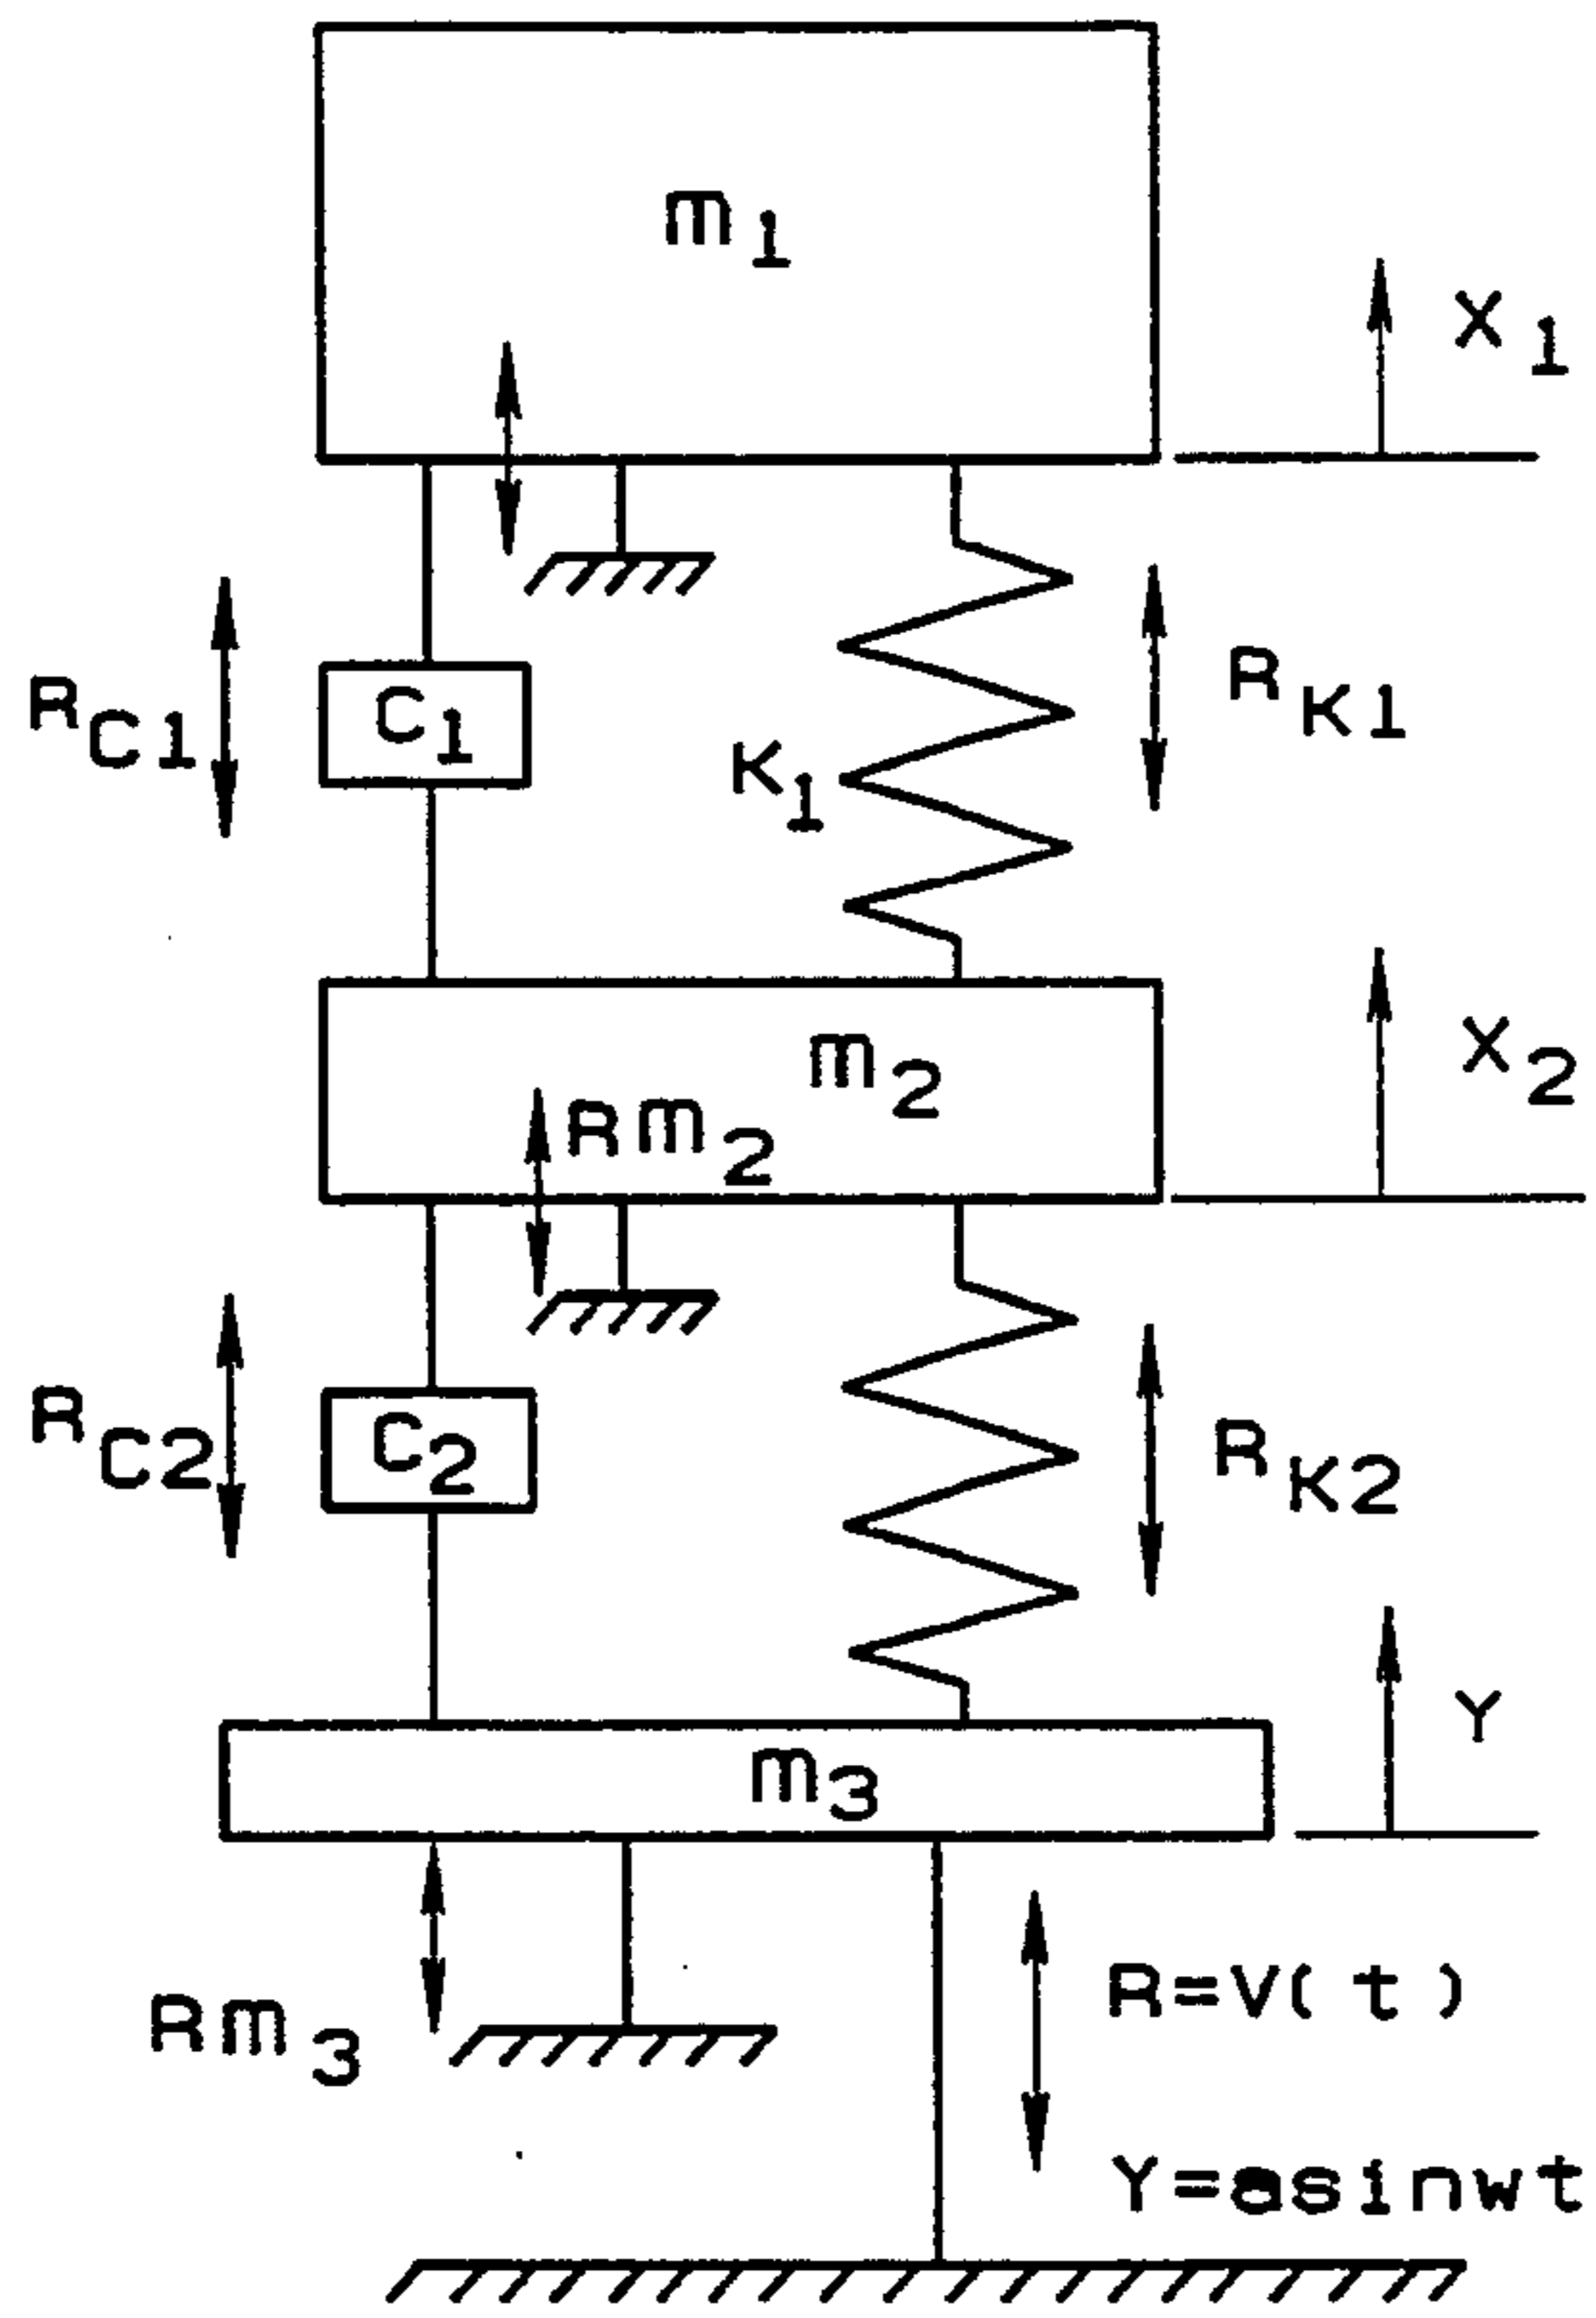 m1
X1
RC1
C1
K1
RK1
m2
X2
Rm2
RC2
C2
RK2
Y
m3
Rm3
R=V(t)
Y=asinwt